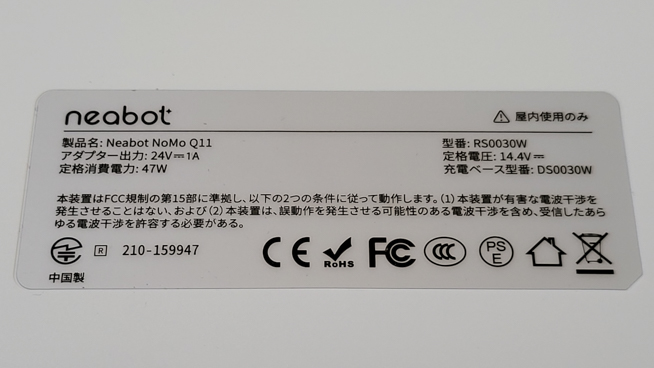 neabot
⚠ 屋内使用のみ
製品名: Neabot NoMo Q11
型番: RS0030W
アダプター出力: 24V⎓1A
定格電圧: 14.4V⎓
定格消費電力: 47W
充電ベース型番: DS0030W
本装置はFCC規制の第15部に準拠し、以下の2つの条件に従って動作します。(1) 本装置が有害な電波干渉を
発生させることはない、および (2) 本装置は、誤動作を発生させる可能性のある電波干渉を含め、受信したあら
ゆる電波干渉を許容する必要がある。
R 210-159947
CE RoHS FC CCC PSE
中国製